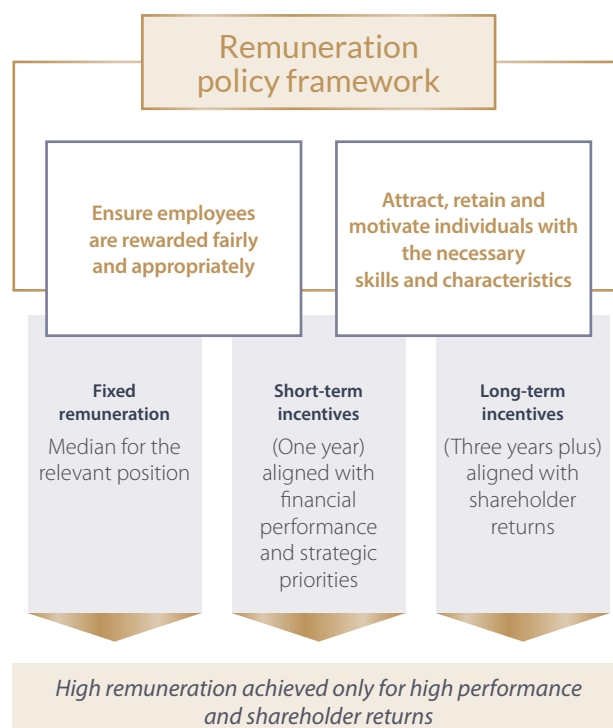 Remuneration
policy framework
Ensure employees
are rewarded fairly
and appropriately
Attract, retain and
motivate individuals with
the necessary
skills and characteristics
Fixed
remuneration
Median for the
relevant position
Short-term
incentives
(One year)
aligned with
financial
performance
and strategic
priorities
Long-term
incentives
(Three years plus)
aligned with
shareholder
returns
High remuneration achieved only for high performance
and shareholder returns